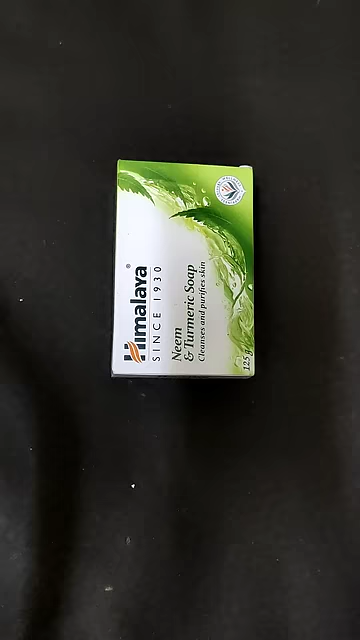 Himalaya®
SINCE 1930
Neem
& Turmeric Soap
Cleanses and purifies skin
125 g